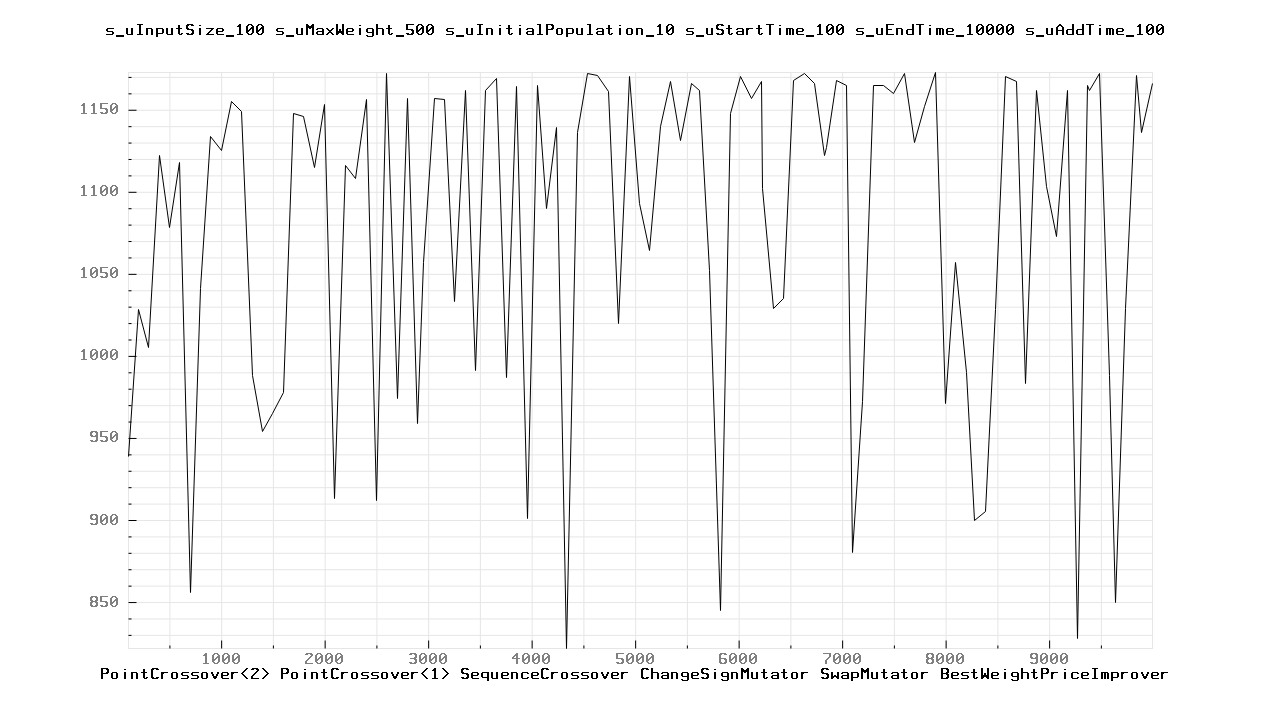 s_uInputSize_100 s_uMaxWeight_500 s_uInitialPopulation_10 s_uStartTime_100 s_uEndTime_10000 s_uAddTime_100
1150
1100
1050
1000
950
900
850
1000 2000 3000 4000 5000 6000 7000 8000 9000
PointCrossover<2> PointCrossover<1> SequenceCrossover ChangeSignMutator SwapMutator BestWeightPriceImprover